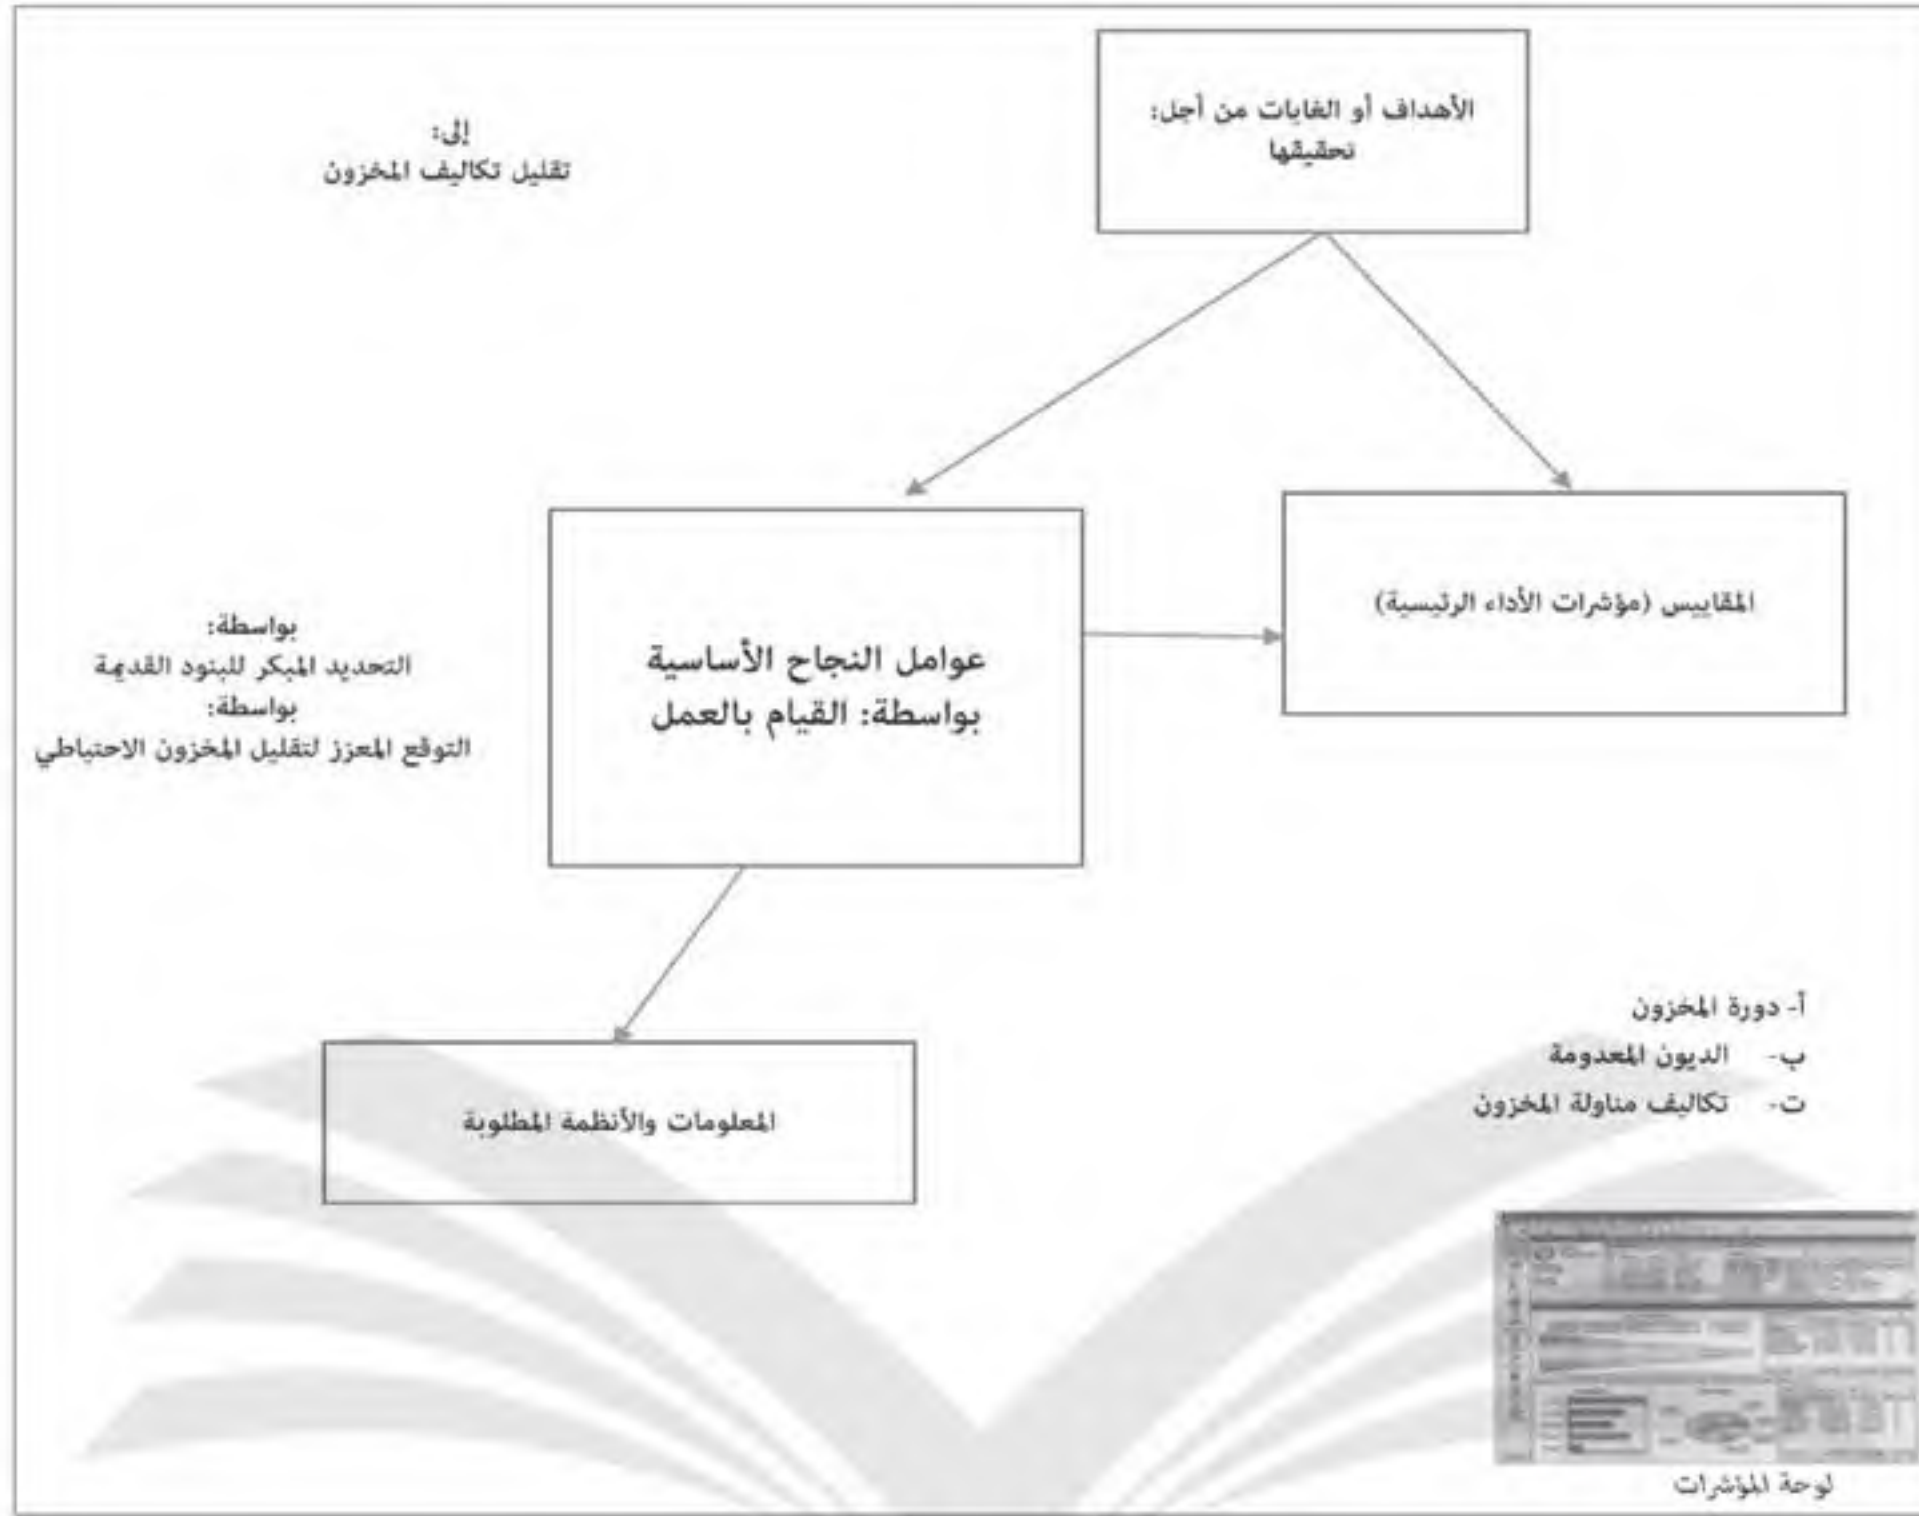 الأهداف أو الغايات من أجل:
تحقيقها
إلى:
تقليل تكاليف المخزون
المقاييس (مؤشرات الأداء الرئيسية)
عوامل النجاح الأساسية
بواسطة: القيام بالعمل
بواسطة:
التحديد المبكر للبنود القديمة
بواسطة:
التوقع المعزز لتقليل المخزون الاحتياطي
أ- دورة المخزون
ب- الديون المعدومة
ت- تكاليف مناولة المخزون
المعلومات والأنظمة المطلوبة
لوحة المؤشرات